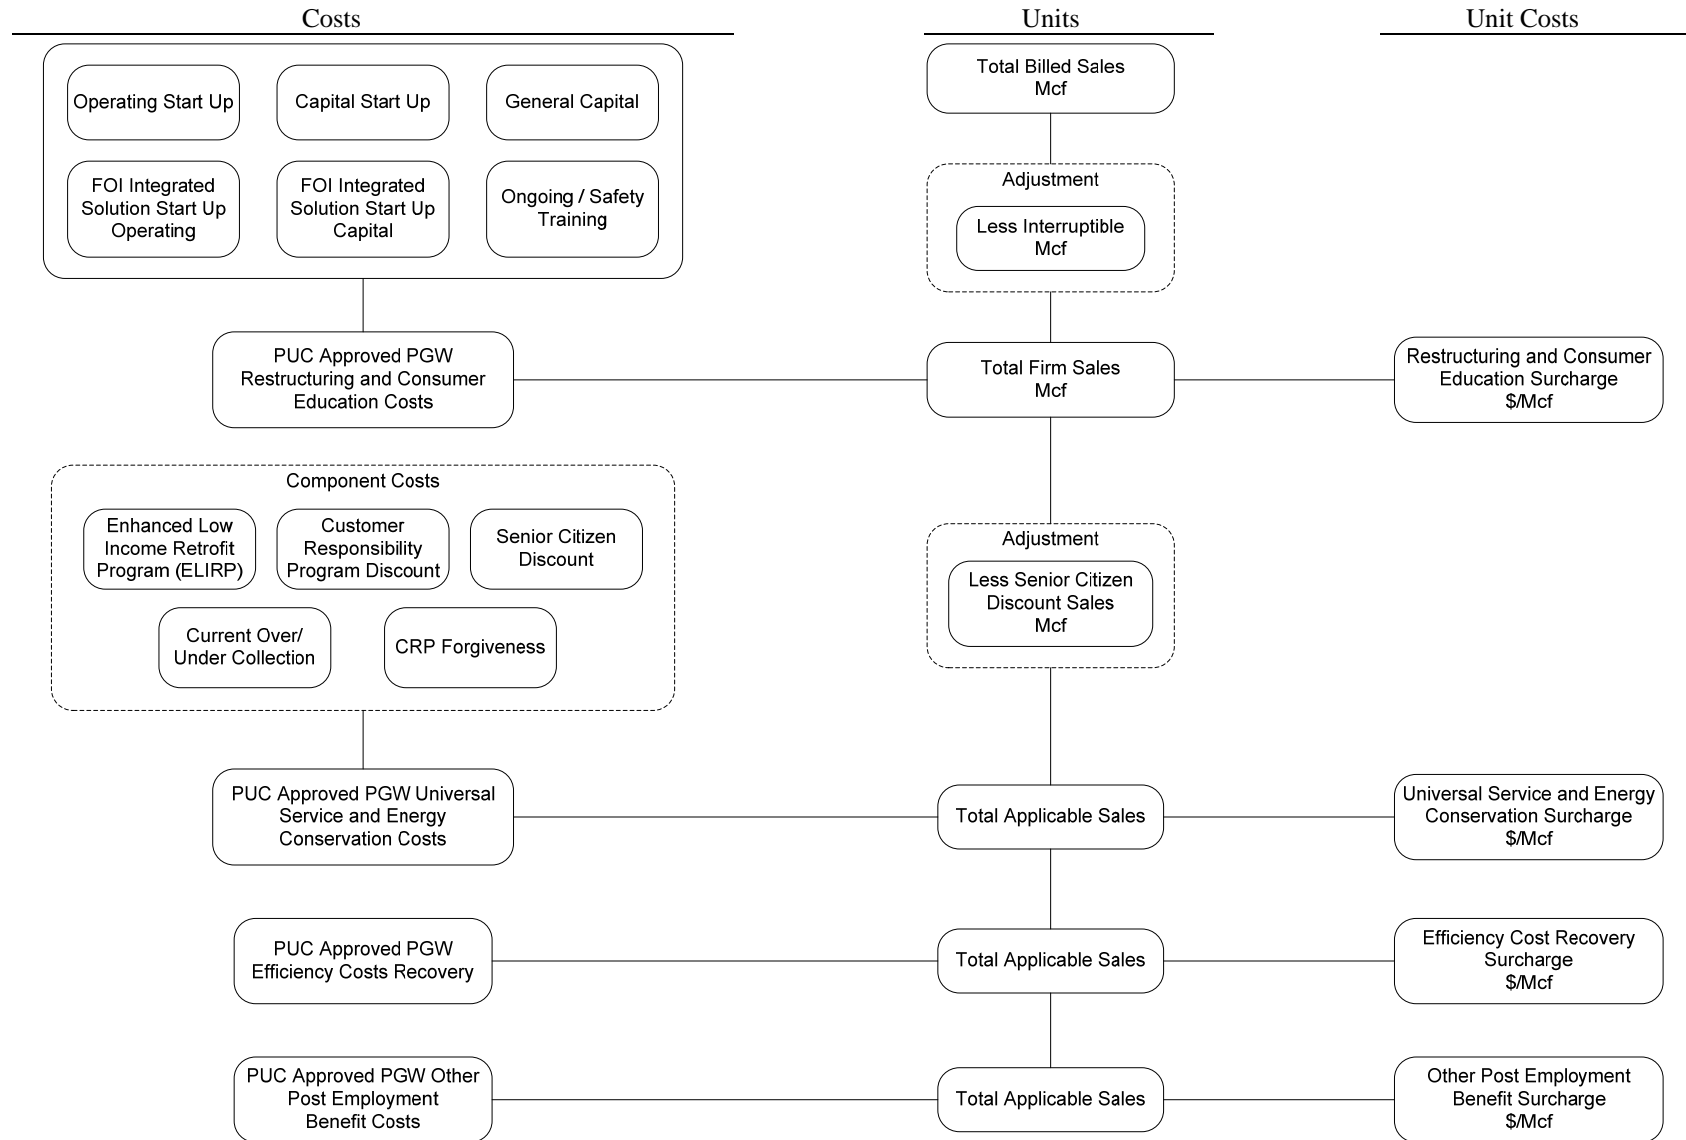 Costs
Units
Unit Costs
Operating Start Up
Capital Start Up
General Capital
FOI Integrated
Solution Start Up
Operating
FOI Integrated
Solution Start Up
Capital
Ongoing / Safety
Training
Total Billed Sales
Mcf
Adjustment
Less Interruptible
Mcf
PUC Approved PGW
Restructuring and Consumer
Education Costs
Total Firm Sales
Mcf
Restructuring and Consumer
Education Surcharge
$/Mcf
Component Costs
Enhanced Low
Income Retrofit
Program (ELIRP)
Customer
Responsibility
Program Discount
Senior Citizen
Discount
Current Over/
Under Collection
CRP Forgiveness
Adjustment
Less Senior Citizen
Discount Sales
Mcf
PUC Approved PGW Universal
Service and Energy
Conservation Costs
Total Applicable Sales
Universal Service and Energy
Conservation Surcharge
$/Mcf
PUC Approved PGW
Efficiency Costs Recovery
Total Applicable Sales
Efficiency Cost Recovery
Surcharge
$/Mcf
PUC Approved PGW Other
Post Employment
Benefit Costs
Total Applicable Sales
Other Post Employment
Benefit Surcharge
$/Mcf